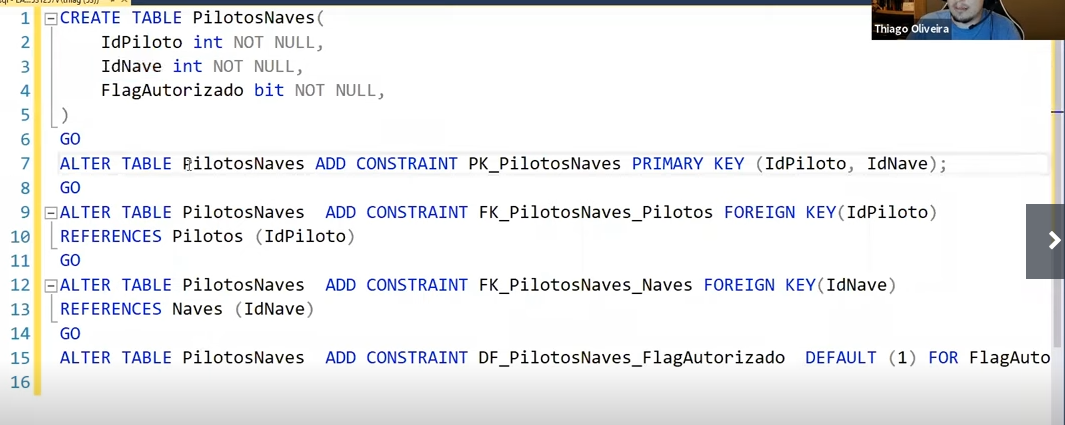 Thiago Oliveira
1 CREATE TABLE PilotosNaves(
2 IdPiloto int NOT NULL,
3 IdNave int NOT NULL,
4 FlagAutorizado bit NOT NULL,
5 )
6 GO
7 ALTER TABLE PilotosNaves ADD CONSTRAINT PK_PilotosNaves PRIMARY KEY (IdPiloto, IdNave);
8 GO
9 ALTER TABLE PilotosNaves  ADD CONSTRAINT FK_PilotosNaves_Pilotos FOREIGN KEY(IdPiloto)
10 REFERENCES Pilotos (IdPiloto)
11 GO
12 ALTER TABLE PilotosNaves  ADD CONSTRAINT FK_PilotosNaves_Naves FOREIGN KEY(IdNave)
13 REFERENCES Naves (IdNave)
14 GO
15 ALTER TABLE PilotosNaves  ADD CONSTRAINT DF_PilotosNaves_FlagAutorizado  DEFAULT (1) FOR FlagAuto
16